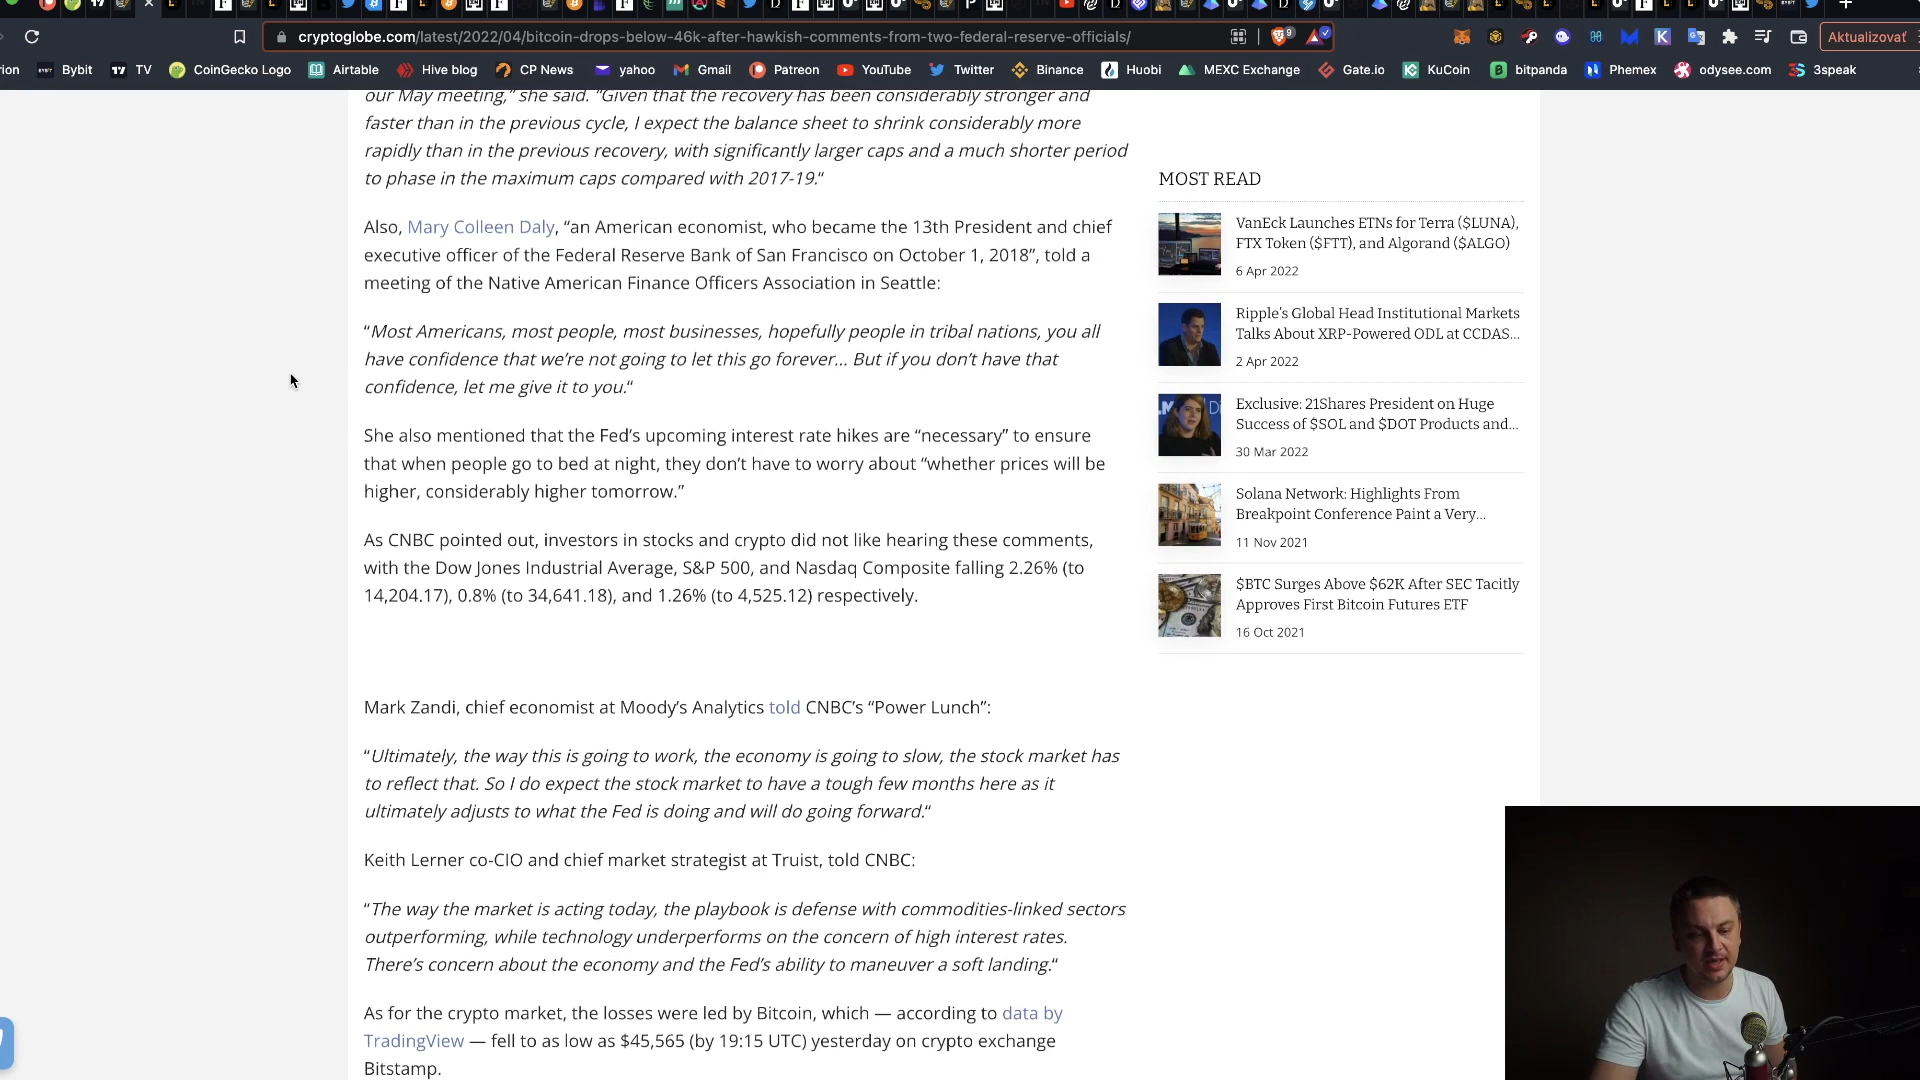 cryptoglobe.com/latest/2022/04/bitcoin-drops-below-46k-after-hawkish-comments-from-two-federal-reserve-officials/
9
Aktualizovať
rion
Bybit
TV
CoinGecko Logo
Airtable
Hive blog
CP News
yahoo
Gmail
Patreon
YouTube
Twitter
Binance
Huobi
MEXC Exchange
Gate.io
KuCoin
bitpanda
Phemex
odysee.com
3speak
our May meeting,” she said. “Given that the recovery has been considerably stronger and
faster than in the previous cycle, I expect the balance sheet to shrink considerably more
rapidly than in the previous recovery, with significantly larger caps and a much shorter period
to phase in the maximum caps compared with 2017-19.“
Also, Mary Colleen Daly, “an American economist, who became the 13th President and chief
executive officer of the Federal Reserve Bank of San Francisco on October 1, 2018”, told a
meeting of the Native American Finance Officers Association in Seattle:
“Most Americans, most people, most businesses, hopefully people in tribal nations, you all
have confidence that we’re not going to let this go forever… But if you don’t have that
confidence, let me give it to you.“
She also mentioned that the Fed’s upcoming interest rate hikes are “necessary” to ensure
that when people go to bed at night, they don’t have to worry about “whether prices will be
higher, considerably higher tomorrow.”
As CNBC pointed out, investors in stocks and crypto did not like hearing these comments,
with the Dow Jones Industrial Average, S&P 500, and Nasdaq Composite falling 2.26% (to
14,204.17), 0.8% (to 34,641.18), and 1.26% (to 4,525.12) respectively.
Mark Zandi, chief economist at Moody’s Analytics told CNBC’s “Power Lunch”:
“Ultimately, the way this is going to work, the economy is going to slow, the stock market has
to reflect that. So I do expect the stock market to have a tough few months here as it
ultimately adjusts to what the Fed is doing and will do going forward.“
Keith Lerner co-CIO and chief market strategist at Truist, told CNBC:
“The way the market is acting today, the playbook is defense with commodities-linked sectors
outperforming, while technology underperforms on the concern of high interest rates.
There’s concern about the economy and the Fed’s ability to maneuver a soft landing.“
As for the crypto market, the losses were led by Bitcoin, which — according to data by
TradingView — fell to as low as $45,565 (by 19:15 UTC) yesterday on crypto exchange
Bitstamp.
MOST READ
VanEck Launches ETNs for Terra ($LUNA),
FTX Token ($FTT), and Algorand ($ALGO)
6 Apr 2022
Ripple’s Global Head Institutional Markets
Talks About XRP-Powered ODL at CCDAS...
2 Apr 2022
Exclusive: 21Shares President on Huge
Success of $SOL and $DOT Products and...
30 Mar 2022
Solana Network: Highlights From
Breakpoint Conference Paint a Very...
11 Nov 2021
$BTC Surges Above $62K After SEC Tacitly
Approves First Bitcoin Futures ETF
16 Oct 2021